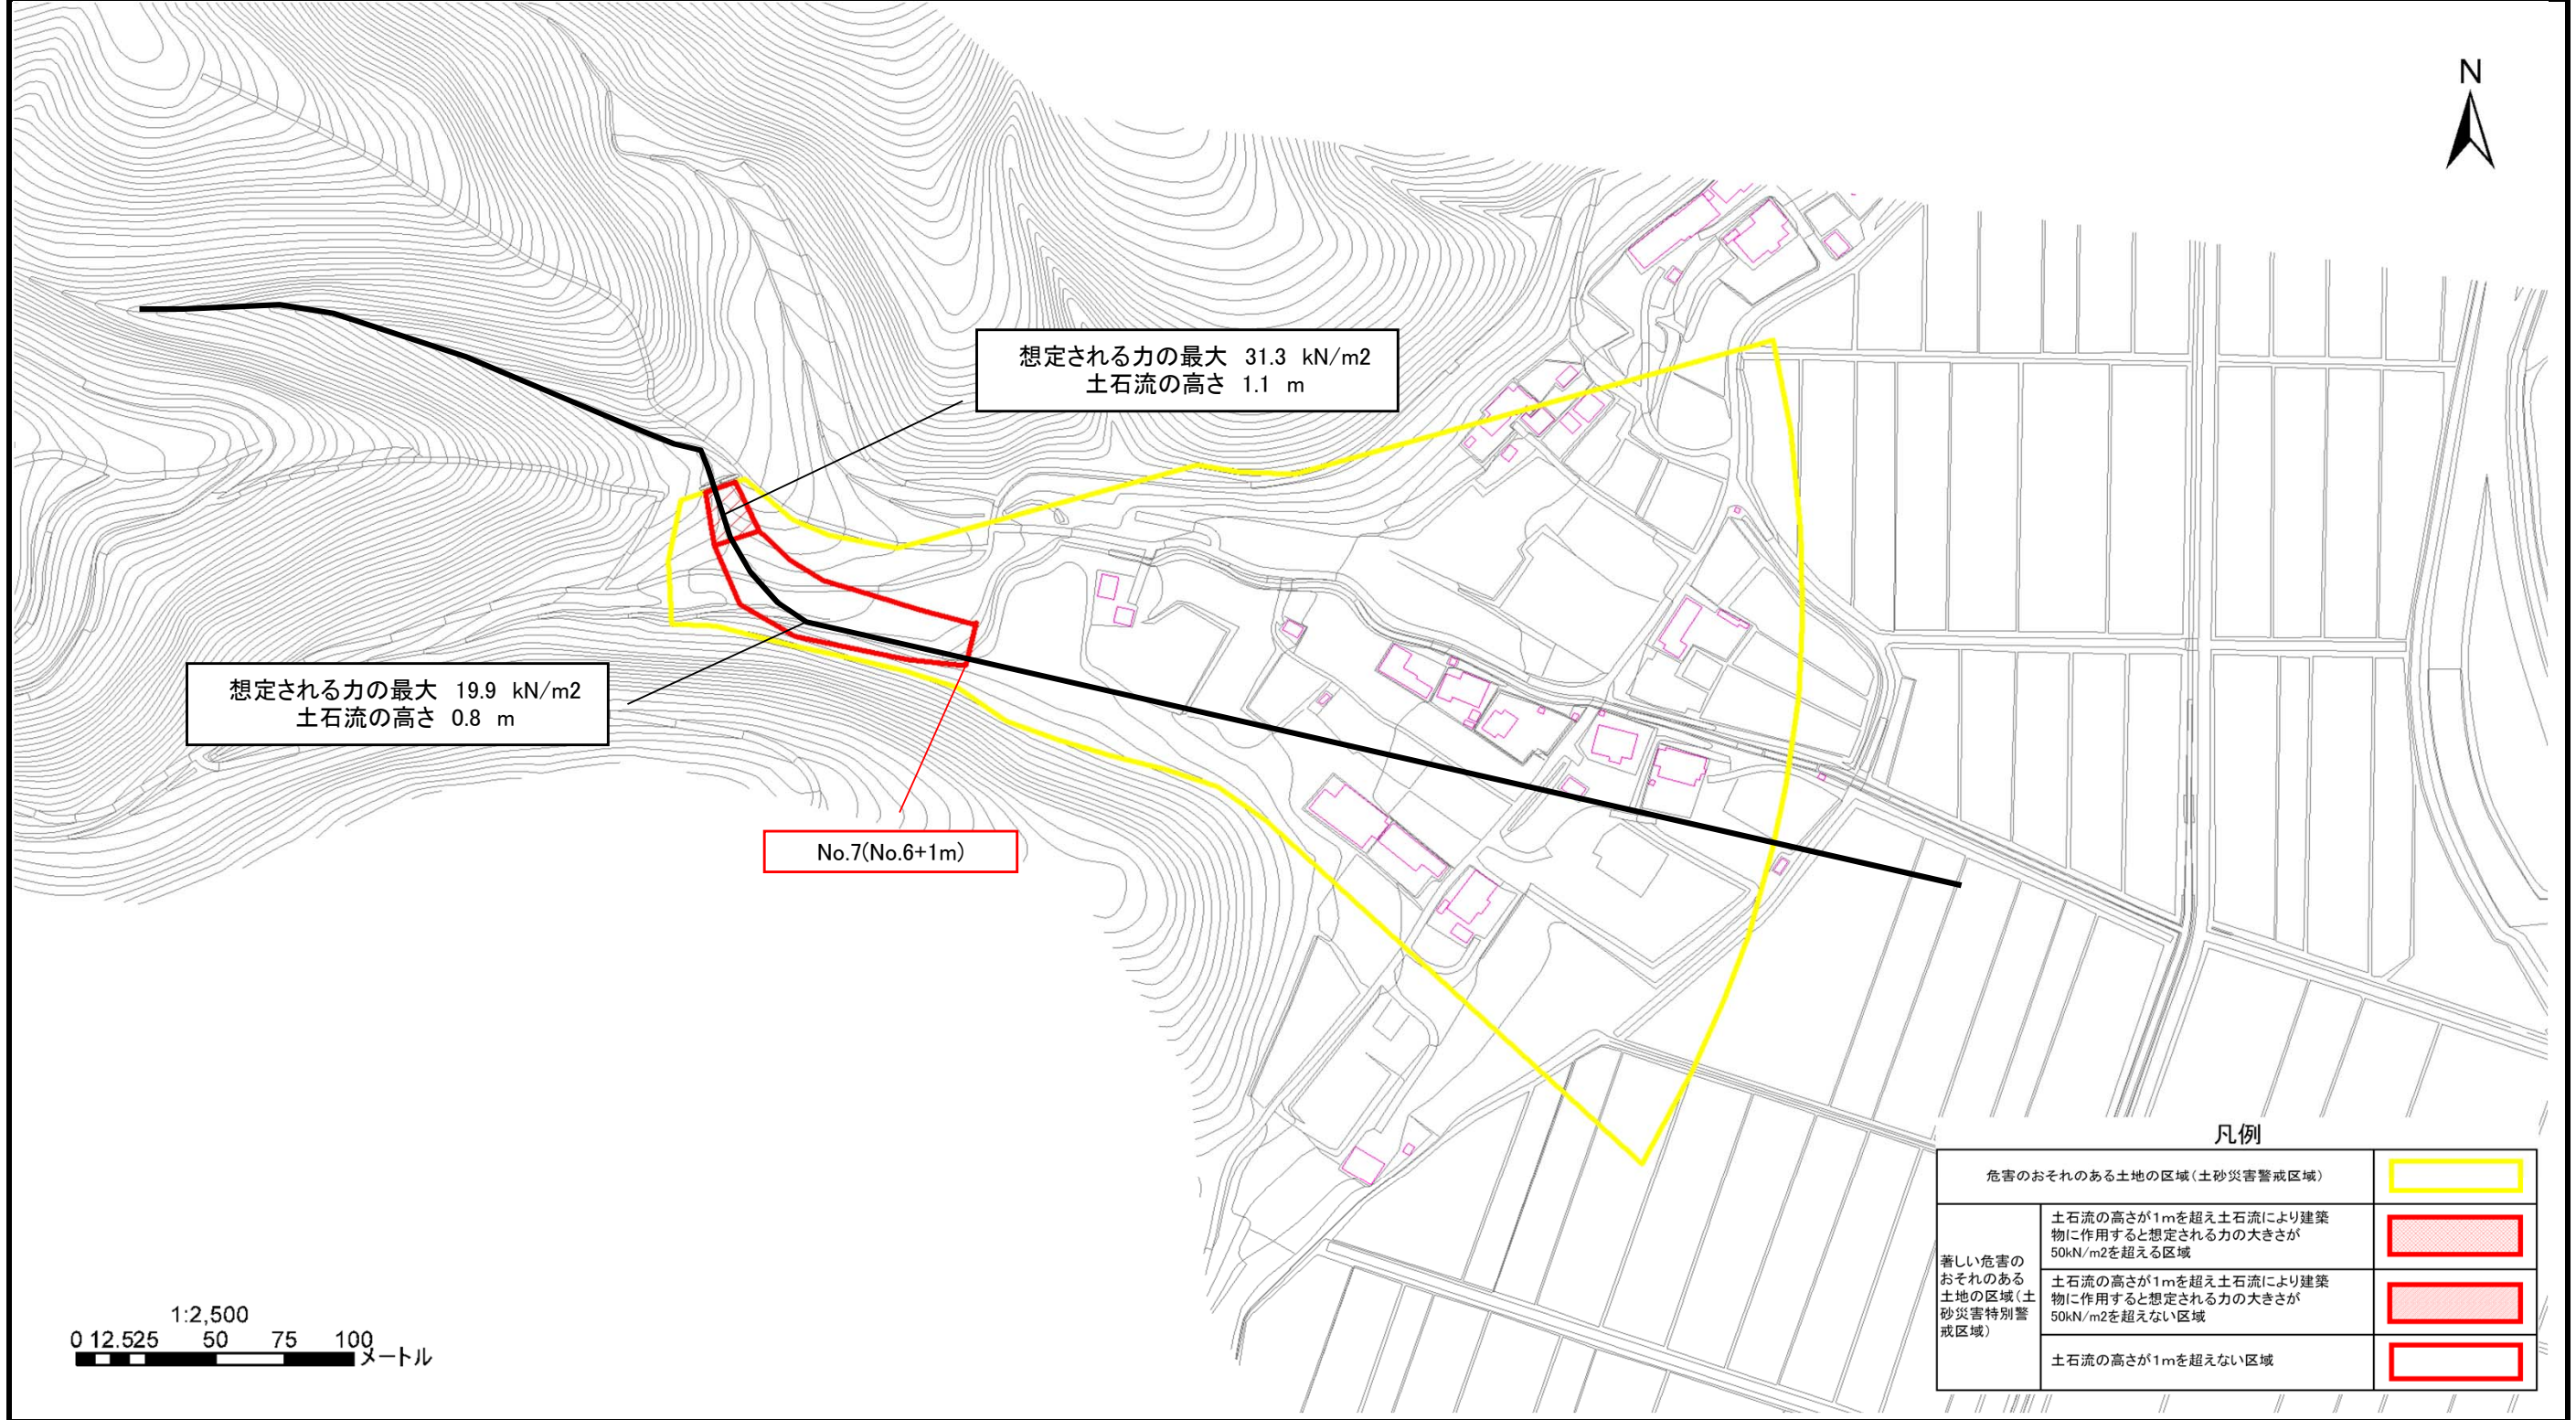 N
想定される力の最大 31.3 kN/m2
土石流の高さ 1.1 m
想定される力の最大 19.9 kN/m2
土石流の高さ 0.8 m
No.7(No.6+1m)
凡例
危害のおそれのある土地の区域(土砂災害警戒区域)
著しい危害の
おそれのある
土地の区域(土
砂災害特別警
戒区域)
土石流の高さが1mを超え土石流により建築
物に作用すると想定される力の大きさが
50kN/m2を超える区域
土石流の高さが1mを超え土石流により建築
物に作用すると想定される力の大きさが
50kN/m2を超えない区域
土石流の高さが1mを超えない区域
1:2,500
0 12.525 50 75 100
メートル